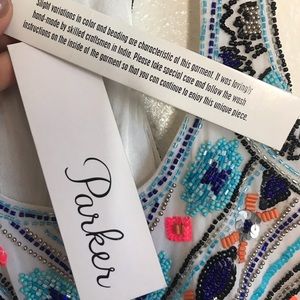 Slight variations in color and beading are characteristic of this garment. It was lovingly
hand-made by skilled craftsmen in India. Please take special care and follow the wash
instructions on the inside of the garment so that you can continue to enjoy this unique piece.
Parker